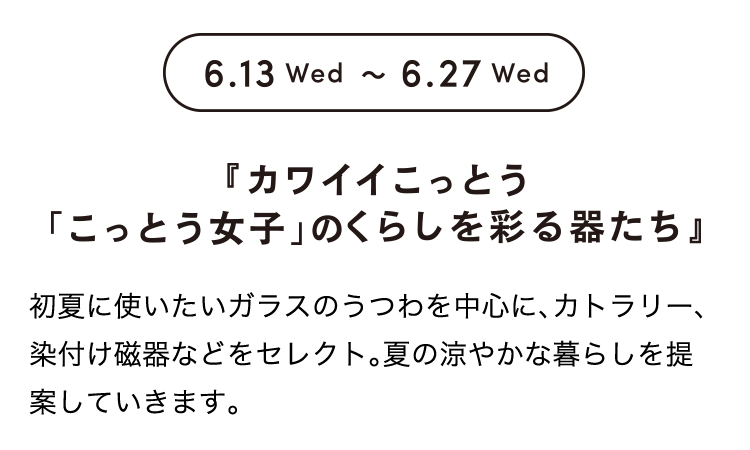 6.13 Wed ～ 6.27 Wed
『カワイイこっとう
「こっとう女子」のくらしを彩る器たち』
初夏に使いたいガラスのうつわを中心に、カトラリー、
染付け磁器などをセレクト。夏の涼やかな暮らしを提
案していきます。